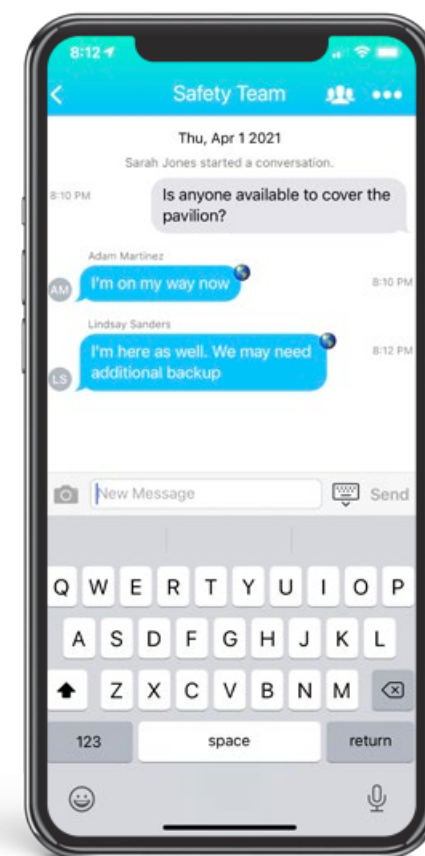 8:12
Safety Team
Thu, Apr 1 2021
Sarah Jones started a conversation.
8:10 PM
Is anyone available to cover the
pavilion?
Adam Martinez
AM
I'm on my way now
8:10 PM
Lindsay Sanders
LS
I'm here as well. We may need
additional backup
8:12 PM
New Message
Send
Q W E R T Y U I O P
A S D F G H J K L
Z X C V B N M
123
space
return